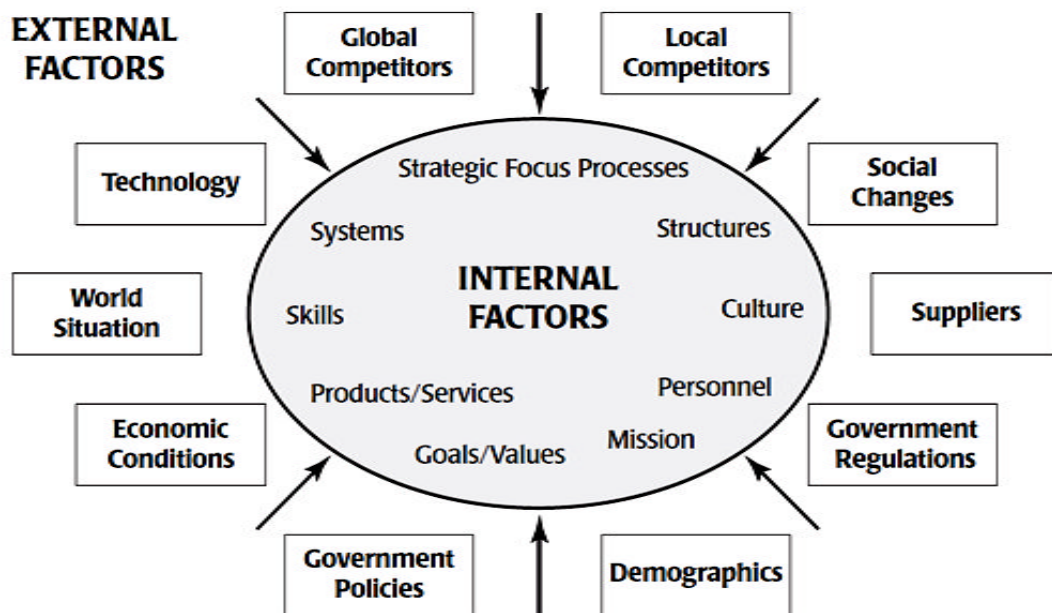 EXTERNAL
FACTORS
Global
Competitors
Local
Competitors
Technology
Strategic Focus Processes
Social
Changes
Systems
Structures
INTERNAL
FACTORS
World
Situation
Skills
Culture
Suppliers
Products/Services
Personnel
Economic
Conditions
Goals/Values
Mission
Government
Regulations
Government
Policies
Demographics